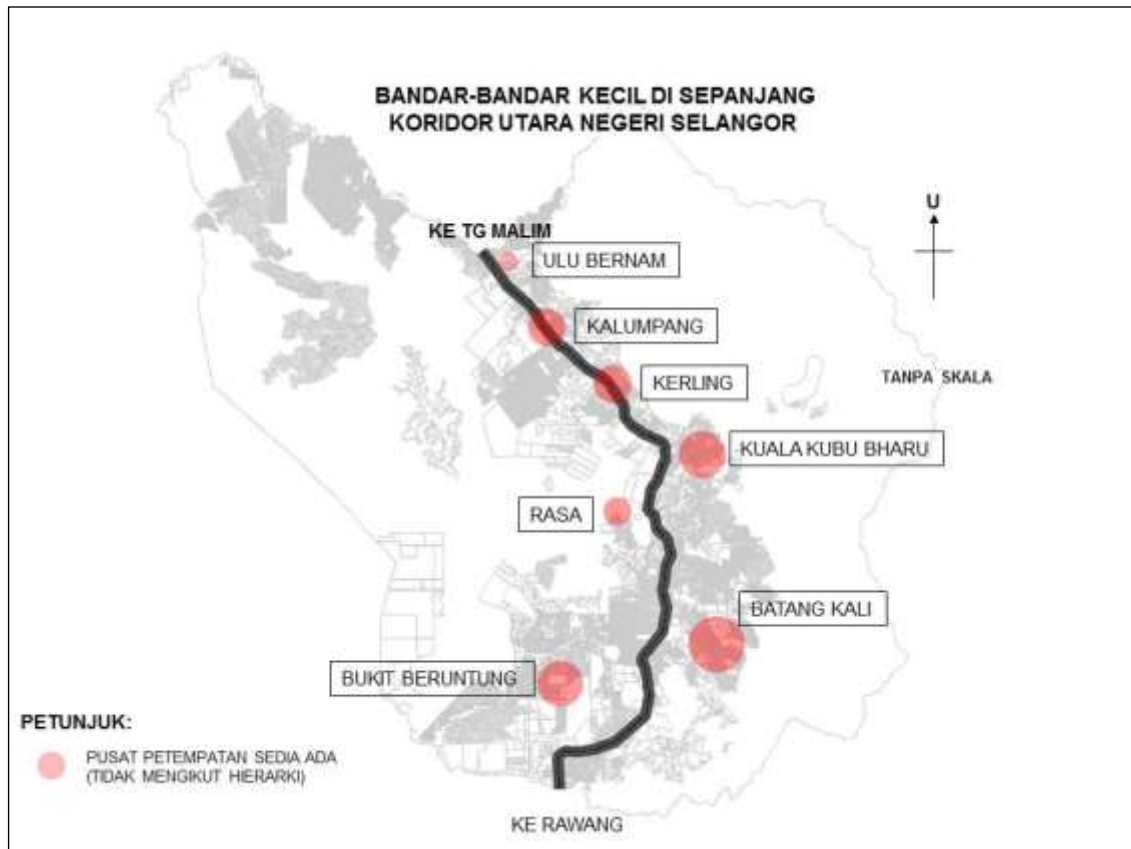 BANDAR-BANDAR KECIL DI SEPANJANG
KORIDOR UTARA NEGERI SELANGOR
U
KE TG MALIM
ULU BERNAM
KALUMPANG
KERLING
TANPA SKALA
KUALA KUBU BHARU
RASA
BATANG KALI
BUKIT BERUNTUNG
PETUNJUK:
PUSAT PETEMPATAN SEDIA ADA
(TIDAK MENGIKUT HIERARKI)
KE RAWANG